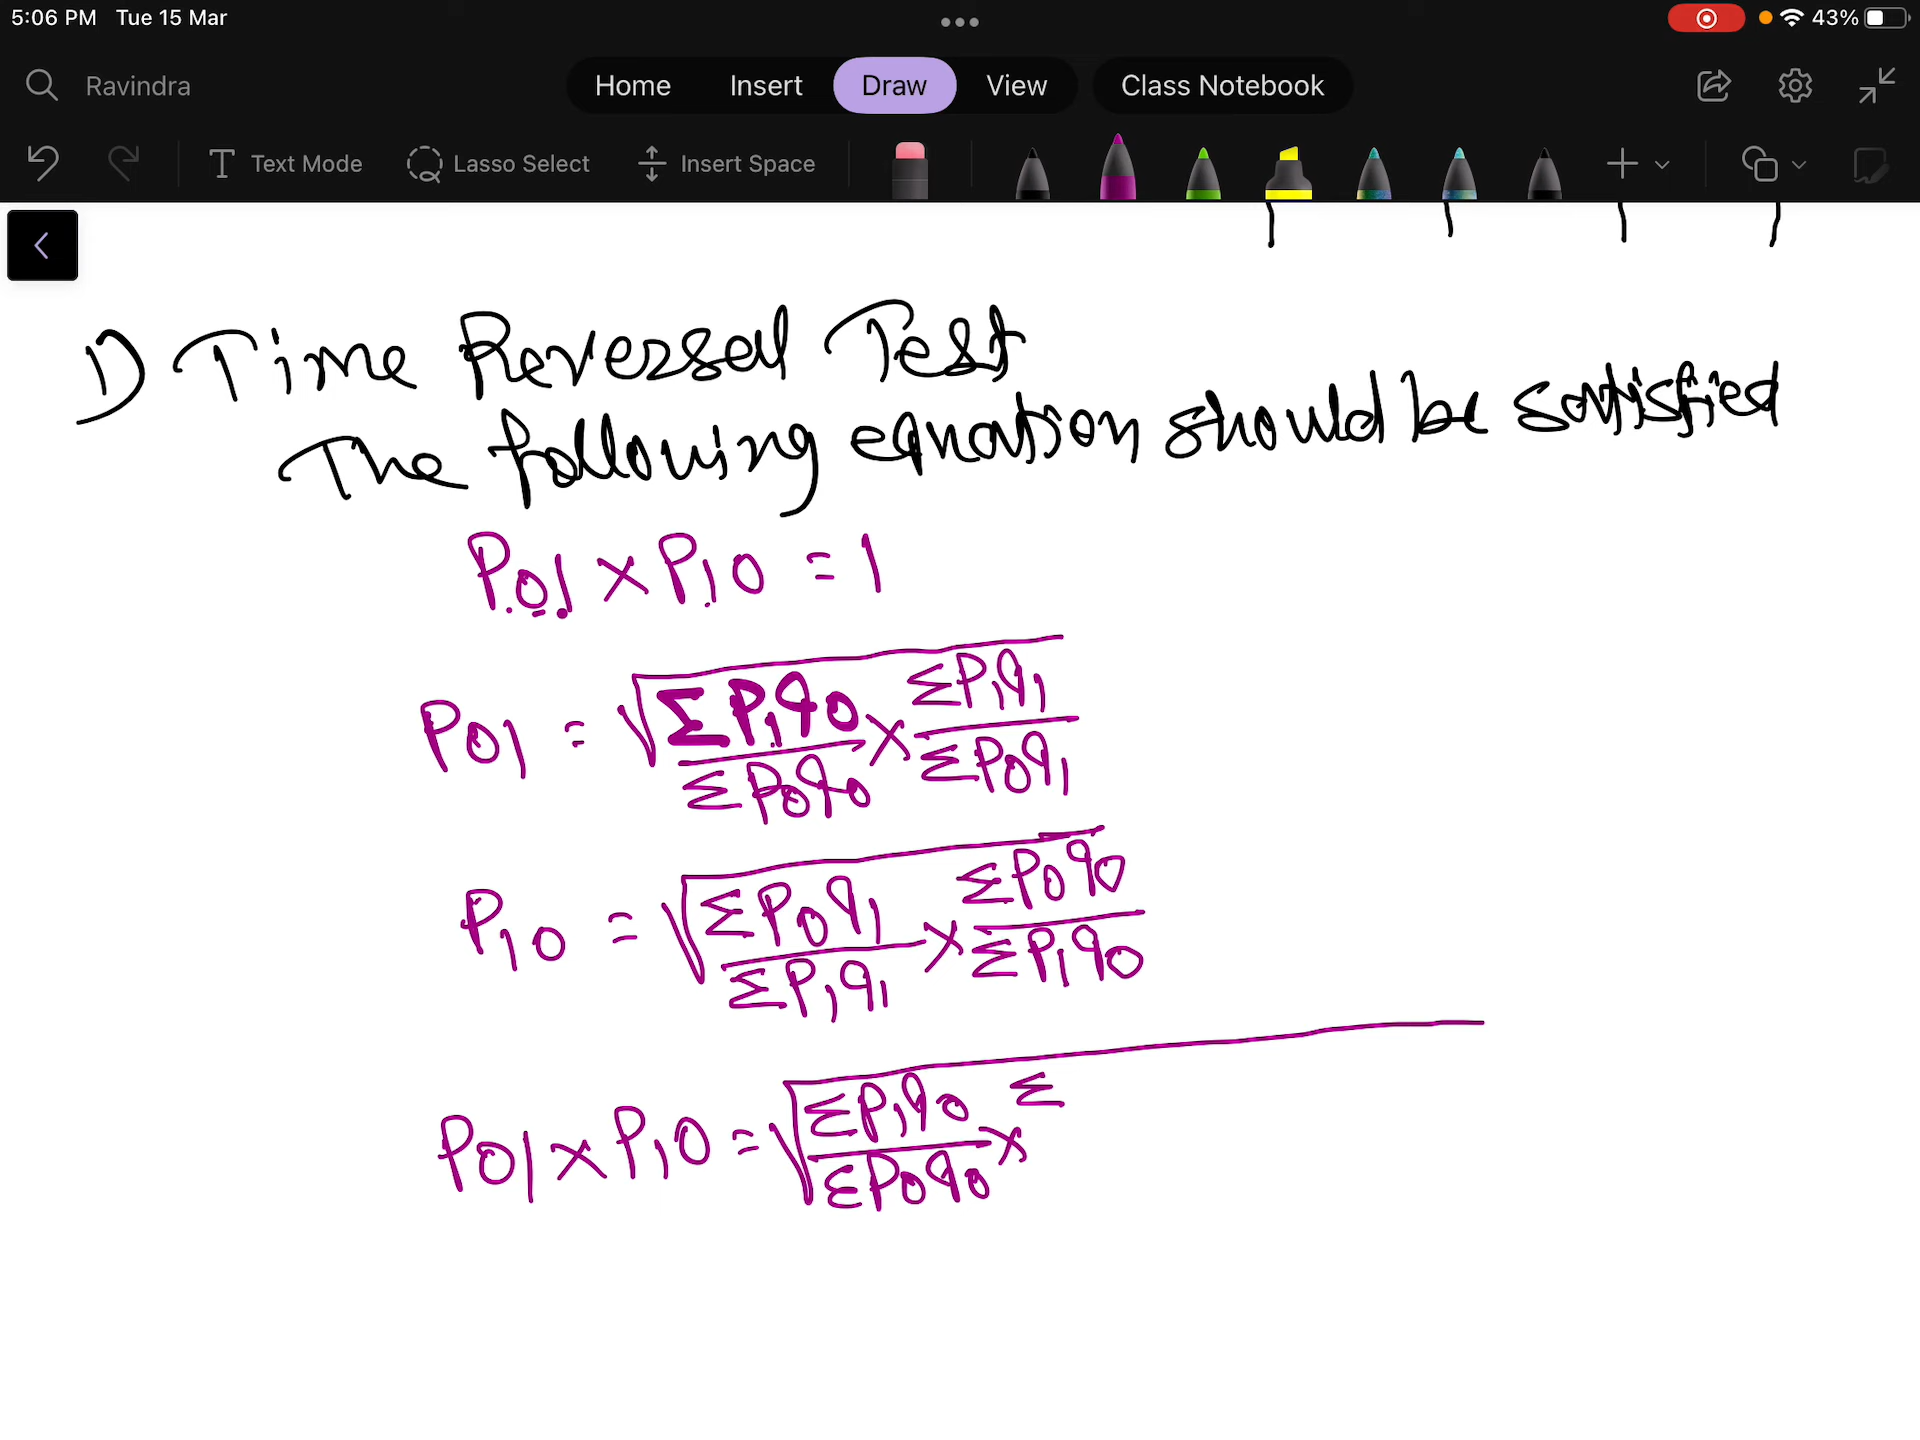 5:06 PM Tue 15 Mar 43%
Ravindra Home Insert Draw View Class Notebook
Text Mode Lasso Select Insert Space
1) Time Reversal Test
The following equation should be satisfied
P01 × P10 = 1
P01 = √(ΣP1q0/ΣP0q0 × ΣP1q1/ΣP0q1)
P10 = √(ΣP0q1/ΣP1q1 × ΣP0q0/ΣP1q0)
P01 × P10 = √(ΣP1q0/ΣP0q0 × Σ